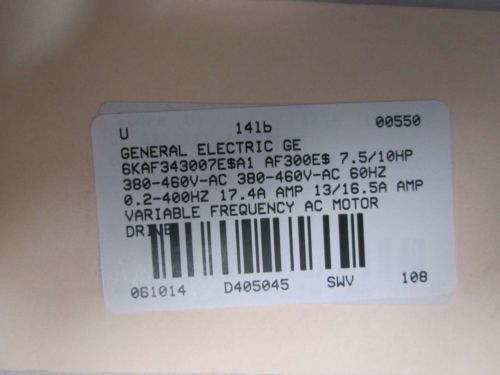 U 14lb 00550
GENERAL ELECTRIC GE
6KAF343007E$A1 AF300E$ 7.5/10HP
380-460V-AC 380-460V-AC 60HZ
0.2-400HZ 17.4A AMP 13/16.5A AMP
VARIABLE FREQUENCY AC MOTOR
DRIVE
061014 D405045 SWV 108